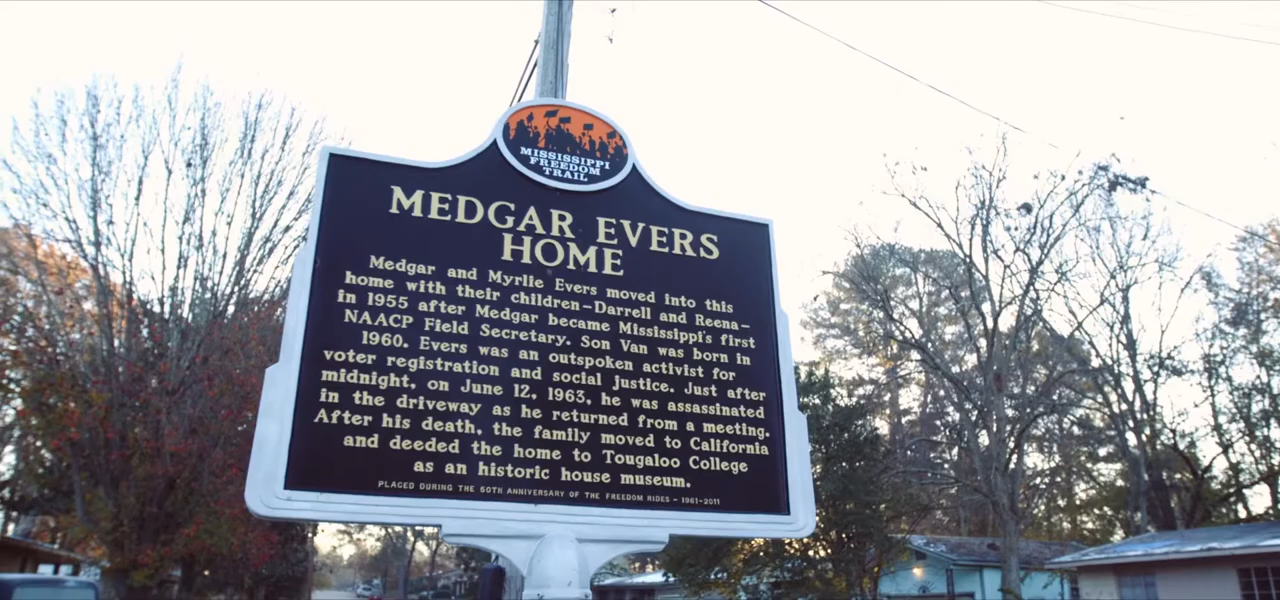 MISSISSIPPI
FREEDOM
TRAIL
MEDGAR EVERS
HOME
Medgar and Myrlie Evers moved into this
home with their children–Darrell and Reena–
in 1955 after Medgar became Mississippi's first
NAACP Field Secretary. Son Van was born in
1960. Evers was an outspoken activist for
voter registration and social justice. Just after
midnight, on June 12, 1963, he was assassinated
in the driveway as he returned from a meeting.
After his death, the family moved to California
and deeded the home to Tougaloo College
as an historic house museum.
PLACED DURING THE 50TH ANNIVERSARY OF THE FREEDOM RIDES – 1961-2011